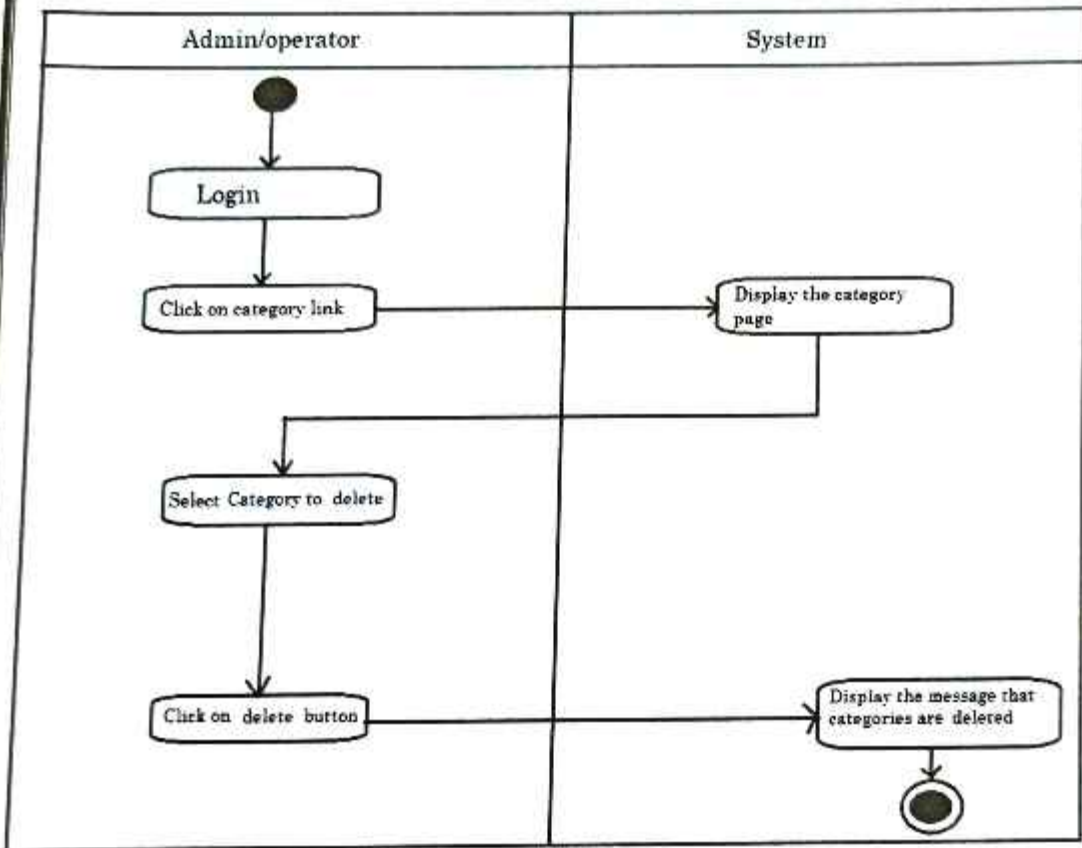 Admin/operator
System
Login
Click on category link
Display the category
page
Select Category to delete
Click on delete button
Display the message that
categories are deleted